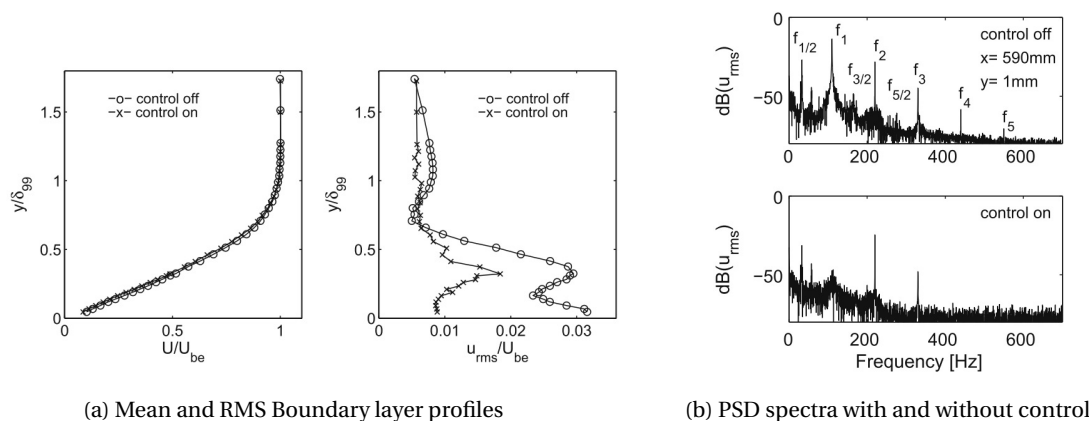 y/δ99
1.5
1
0.5
0
−o− control off
−x− control on
0
0.5
1
U/Ube
y/δ99
1.5
1
0.5
0
−o− control off
−x− control on
0
0.01
0.02
0.03
urms/Ube
(a) Mean and RMS Boundary layer profiles
dB(urms)
0
−50
f1/2
f1
f3/2
f2
f5/2
f3
f4
f5
control off
x= 590mm
y= 1mm
0
200
400
600
dB(urms)
0
−50
control on
0
200
400
600
Frequency [Hz]
(b) PSD spectra with and without control